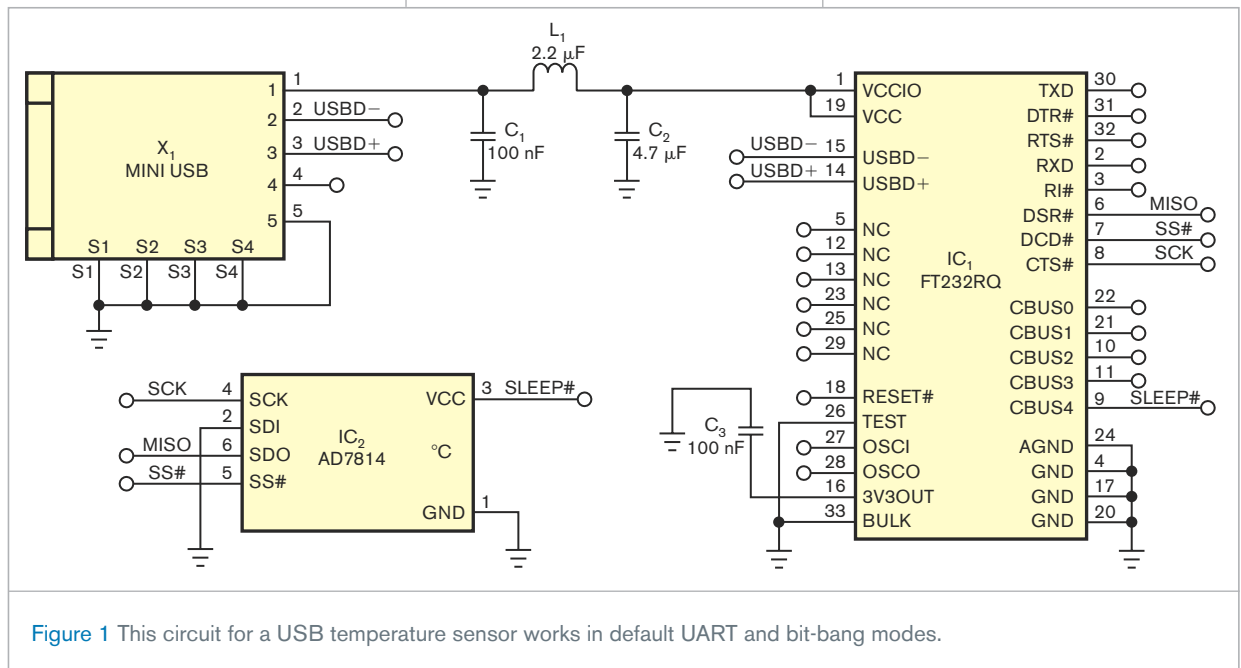 L1
2.2 µF
1
1
2 USBD−
2
3 USBD+
3
4
4
5
5
X1
MINI USB
S1 S2 S3 S4
S1 S2 S3 S4
C1
100 nF
C2
4.7 µF
1 VCCIO
19 VCC
USBD− 15 USBD−
USBD+ 14 USBD+
5 NC
12 NC
13 NC
23 NC
25 NC
29 NC
18 RESET#
26 TEST
27 OSCI
28 OSCO
16 3V3OUT
33 BULK
C3
100 nF
IC1
FT232RQ
TXD 30
DTR# 31
RTS# 32
RXD 2
RI# 3
DSR# 6 MISO
DCD# 7 SS#
CTS# 8 SCK
CBUS0 22
CBUS1 21
CBUS2 10
CBUS3 11
CBUS4 9 SLEEP#
AGND 24
GND 4
GND 17
GND 20
SCK 4 SCK
2 SDI
MISO 6 SDO
SS# 5 SS#
IC2
AD7814
°C
VCC 3 SLEEP#
GND 1
Figure 1 This circuit for a USB temperature sensor works in default UART and bit-bang modes.